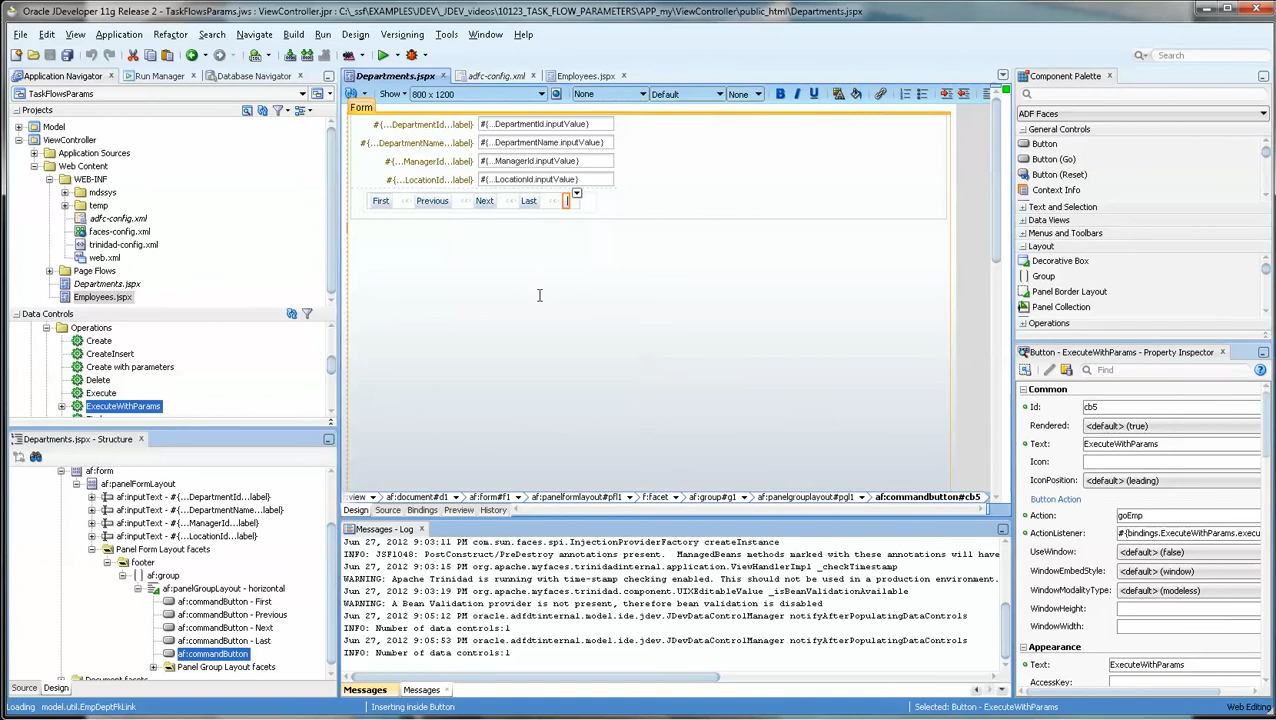 Oracle JDeveloper 11g Release 2 - TaskFlowsParams.jws : ViewController.jpr : C:\_ssf\EXAMPLES\JDEV\_JDEV_videos\10123_TASK_FLOW_PARAMETERS\APP_my\ViewController\public_html\Departments.jspx
File Edit View Application Refactor Search Navigate Build Run Design Versioning Tools Window Help
Search
Application Navigator Run Manager Database Navigator
TaskFlowsParams
Projects
Model
ViewController
Application Sources
Web Content
WEB-INF
mdssys
temp
adfc-config.xml
faces-config.xml
trinidad-config.xml
web.xml
Page Flows
Departments.jspx
Employees.jspx
Data Controls
Operations
Create
CreateInsert
Create with parameters
Delete
Execute
ExecuteWithParams
Departments.jspx - Structure
af:form
af:panelFormLayout
af:inputText - #{...DepartmentId...label}
af:inputText - #{...DepartmentName...label}
af:inputText - #{...ManagerId...label}
af:inputText - #{...LocationId...label}
Panel Form Layout facets
footer
af:group
af:panelGroupLayout - horizontal
af:commandButton - First
af:commandButton - Previous
af:commandButton - Next
af:commandButton - Last
af:commandButton
Panel Group Layout facets
Source Design
Departments.jspx adfc-config.xml Employees.jspx
Show 800 x 1200 None Default None
Form
#{...DepartmentId...label} #{...DepartmentId.inputValue}
#{...DepartmentName...label} #{...DepartmentName.inputValue}
#{...ManagerId...label} #{...ManagerId.inputValue}
#{...LocationId...label} #{...LocationId.inputValue}
First Previous Next Last
:view af:document#d1 af:form#f1 af:panelformlayout#pfl1 f:facet af:group#g1 af:panelgrouplayout#pgl1 af:commandbutton#cb5
Design Source Bindings Preview History
Messages - Log
Jun 27, 2012 9:03:11 PM com.sun.faces.spi.InjectionProviderFactory createInstance
INFO: JSF1048: PostConstruct/PreDestroy annotations present. ManagedBeans methods marked with these annotations will have
Jun 27, 2012 9:03:15 PM org.apache.myfaces.trinidad.application.ViewHandlerImpl _checkTimestamp
WARNING: Apache Trinidad is running with time-stamp checking enabled. This should not be used in a production environment.
Jun 27, 2012 9:03:19 PM org.apache.myfaces.trinidad.component.UIXEditableValue _isBeanValidationAvailable
WARNING: A Bean Validation provider is not present, therefore bean validation is disabled
Jun 27, 2012 9:05:12 PM oracle.adfdtinternal.model.ide.jdev.JDevDataControlManager notifyAfterPopulatingDataControls
INFO: Number of data controls:1
Jun 27, 2012 9:05:53 PM oracle.adfdtinternal.model.ide.jdev.JDevDataControlManager notifyAfterPopulatingDataControls
INFO: Number of data controls:1
Messages Messages
Component Palette
ADF Faces
General Controls
Button
Button (Go)
Button (Reset)
Context Info
Text and Selection
Data Views
Menus and Toolbars
Layout
Decorative Box
Group
Panel Border Layout
Panel Collection
Operations
Button - ExecuteWithParams - Property Inspector
Find
Common
Id: cb5
Rendered: <default> (true)
Text: ExecuteWithParams
Icon:
IconPosition: <default> (leading)
Button Action
Action: goEmp
ActionListener: #{bindings.ExecuteWithParams.execu
UseWindow: <default> (false)
WindowEmbedStyle: <default> (window)
WindowModalityType: <default> (modeless)
WindowHeight:
WindowWidth:
Appearance
Text: ExecuteWithParams
AccessKey:
Loading model.util.EmpDeptFkLink Inserting inside Button Selected: Button - ExecuteWithParams Web Editing